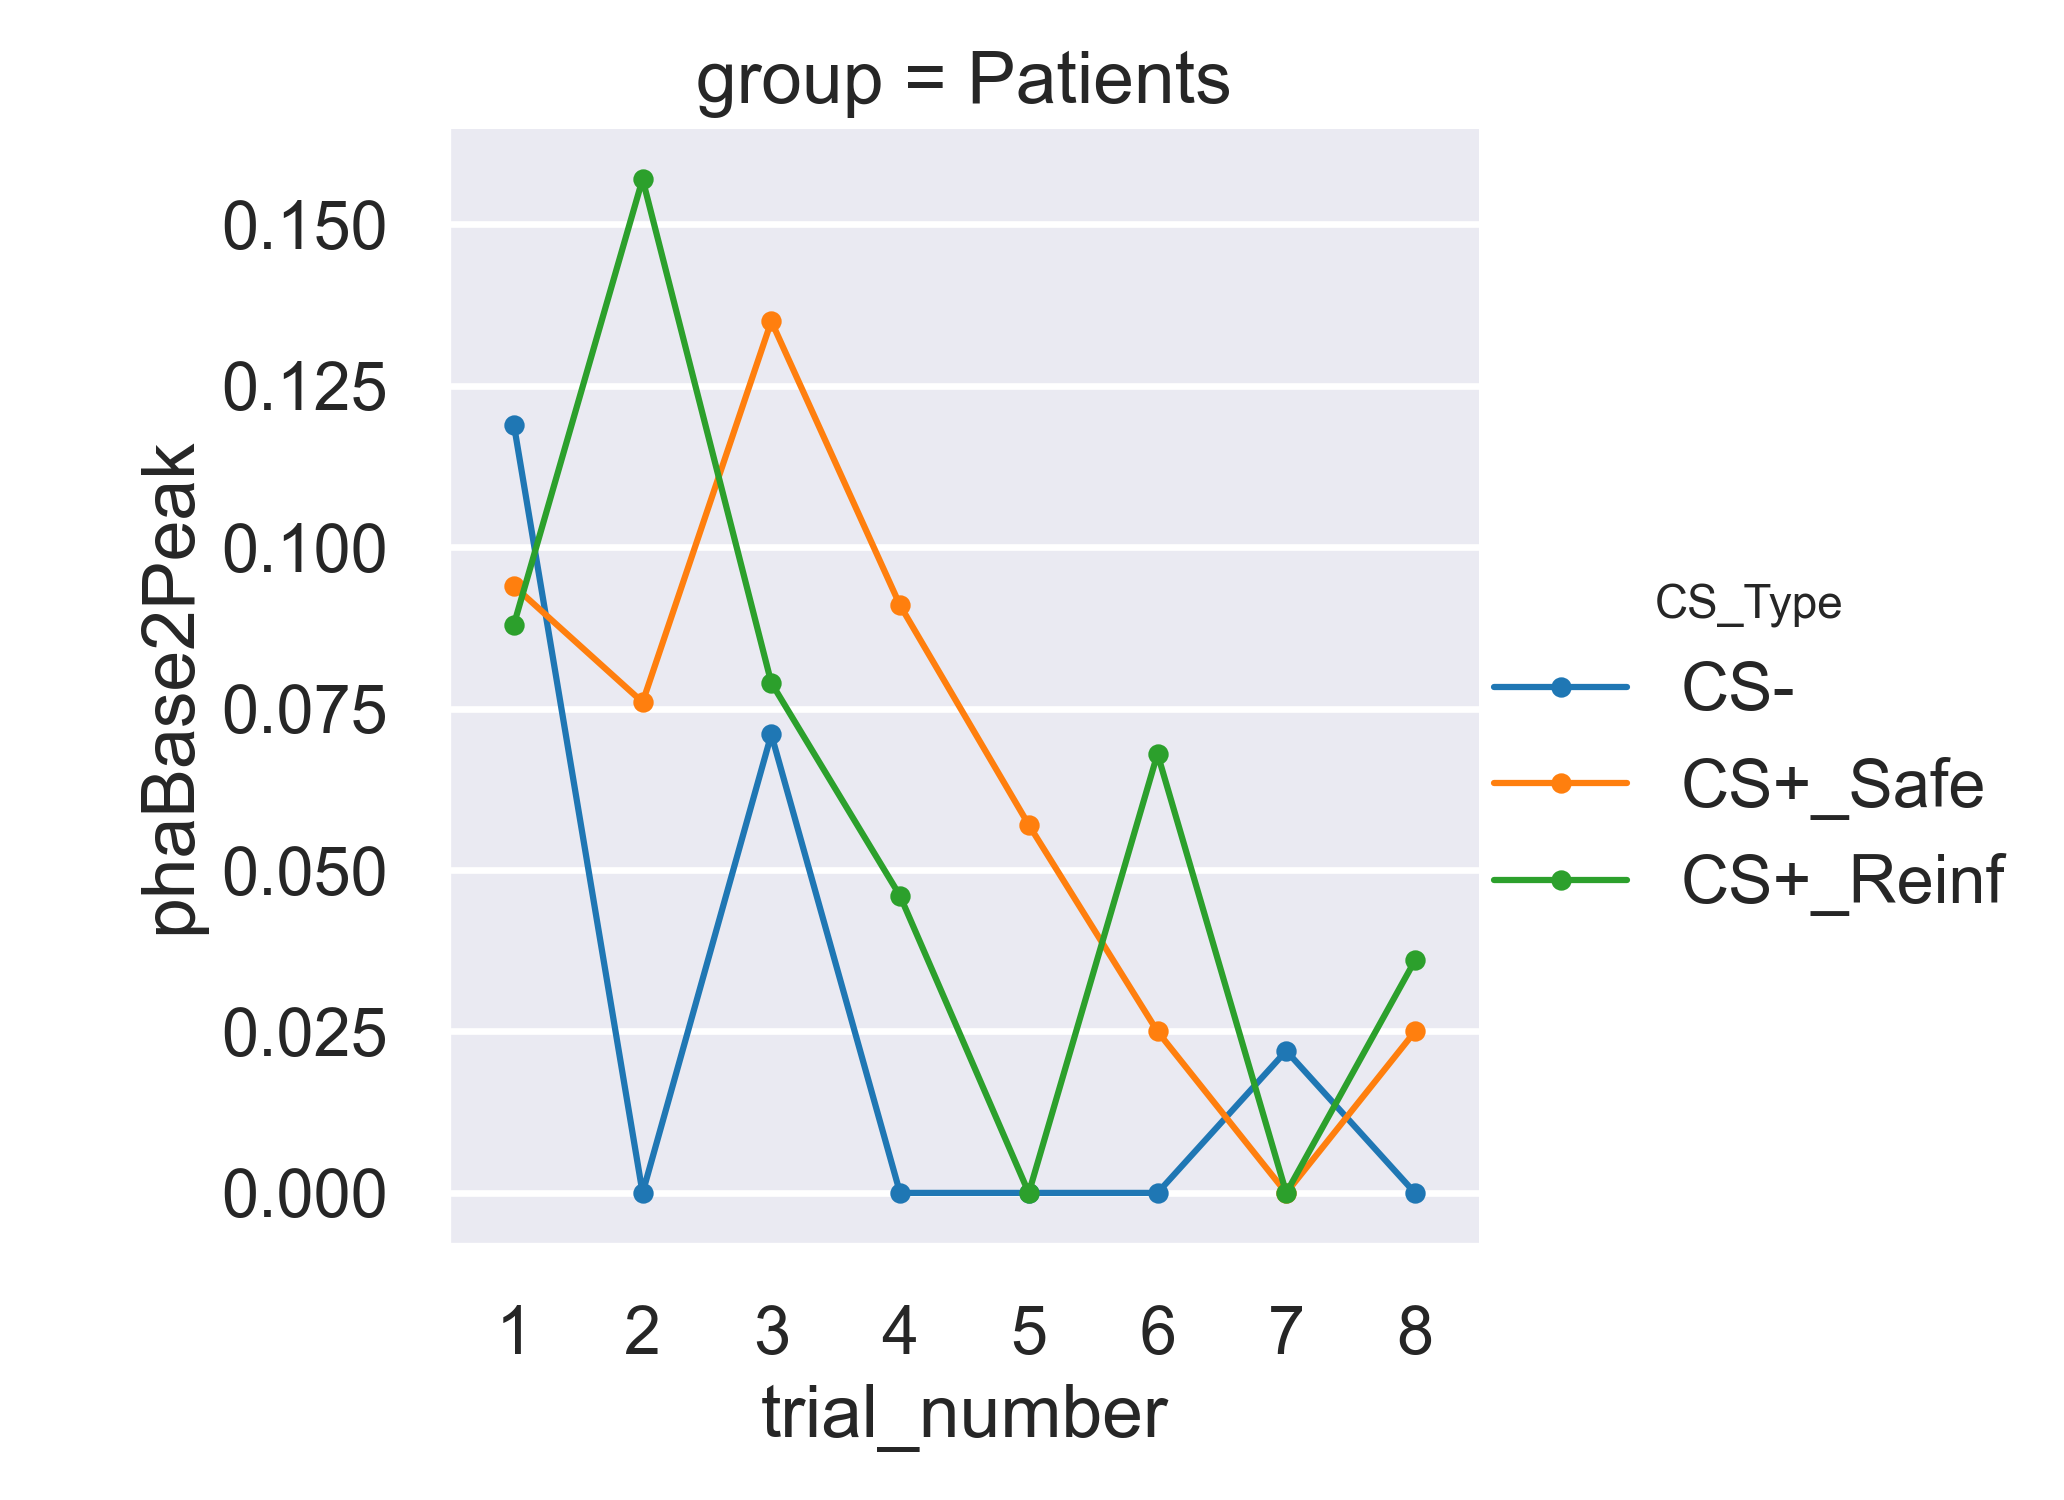 group = Patients
0.150
0.125
0.100
0.075
0.050
0.025
0.000
phaBase2Peak
1 2 3 4 5 6 7 8
trial_number
CS_Type
CS-
CS+_Safe
CS+_Reinf